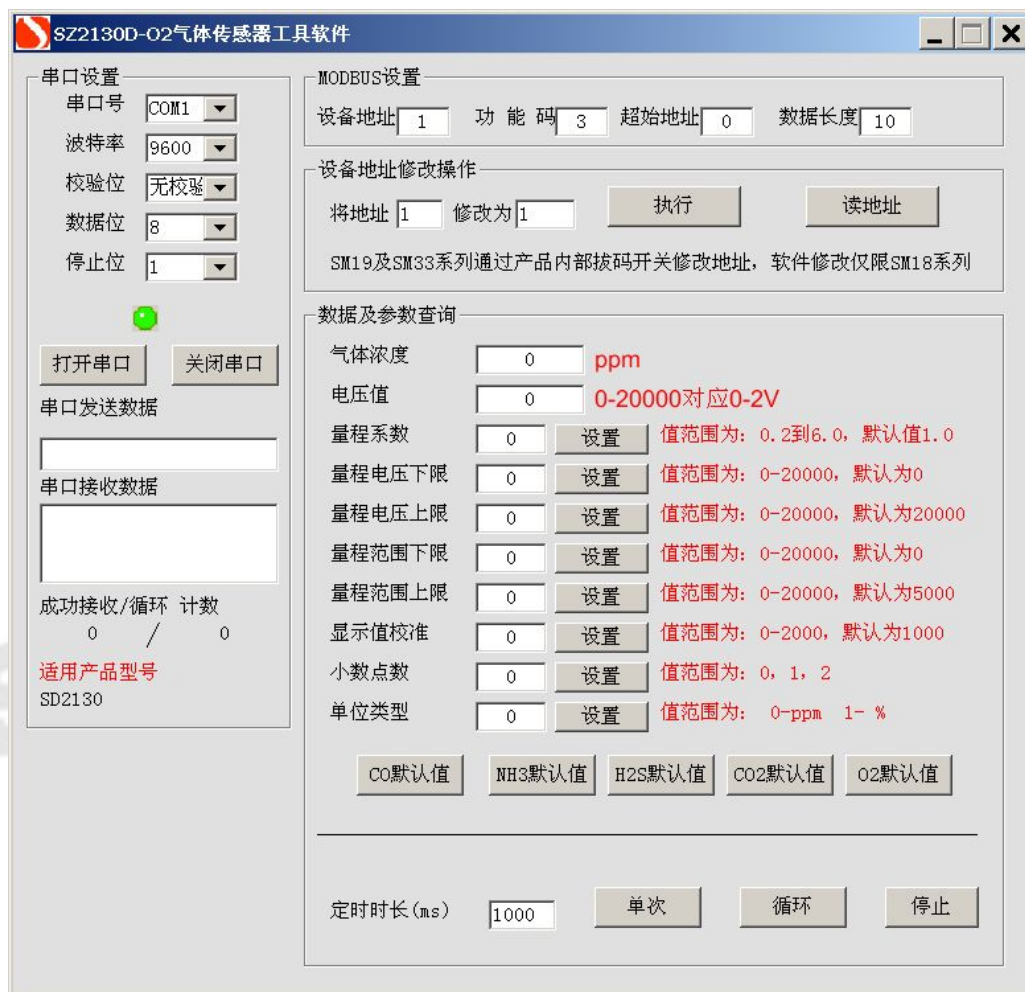 SZ2130D-O2气体传感器工具软件
串口设置
串口号 COM1
波特率 9600
校验位 无校验
数据位 8
停止位 1
打开串口 关闭串口
串口发送数据
串口接收数据
成功接收/循环 计数
0 / 0
适用产品型号
SD2130
MODBUS设置
设备地址 1 功 能 码 3 超始地址 0 数据长度 10
设备地址修改操作
将地址 1 修改为 1 执行 读地址
SM19及SM33系列通过产品内部拔码开关修改地址，软件修改仅限SM18系列
数据及参数查询
气体浓度 0 ppm
电压值 0 0-20000对应0-2V
量程系数 0 设置 值范围为：0.2到6.0，默认值1.0
量程电压下限 0 设置 值范围为：0-20000，默认为0
量程电压上限 0 设置 值范围为：0-20000，默认为20000
量程范围下限 0 设置 值范围为：0-20000，默认为0
量程范围上限 0 设置 值范围为：0-20000，默认为5000
显示值校准 0 设置 值范围为：0-2000，默认为1000
小数点数 0 设置 值范围为：0，1，2
单位类型 0 设置 值范围为： 0-ppm 1- %
CO默认值 NH3默认值 H2S默认值 CO2默认值 O2默认值
定时时长(ms) 1000 单次 循环 停止